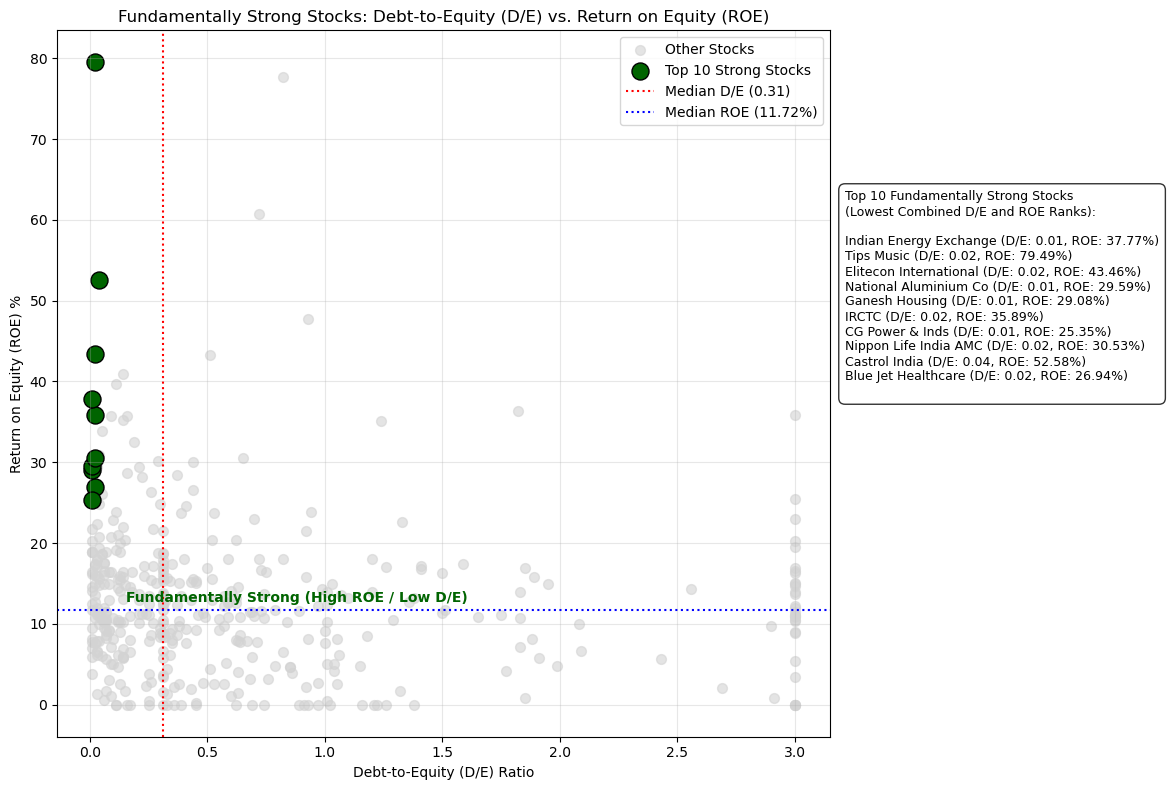 Fundamentally Strong Stocks: Debt-to-Equity (D/E) vs. Return on Equity (ROE)
Other Stocks
Top 10 Strong Stocks
Median D/E (0.31)
Median ROE (11.72%)
80
70
60
50
40
30
20
10
0
Return on Equity (ROE) %
Fundamentally Strong (High ROE / Low D/E)
0.0
0.5
1.0
1.5
2.0
2.5
3.0
Debt-to-Equity (D/E) Ratio
Top 10 Fundamentally Strong Stocks
(Lowest Combined D/E and ROE Ranks):
Indian Energy Exchange (D/E: 0.01, ROE: 37.77%)
Tips Music (D/E: 0.02, ROE: 79.49%)
Elitecon International (D/E: 0.02, ROE: 43.46%)
National Aluminium Co (D/E: 0.01, ROE: 29.59%)
Ganesh Housing (D/E: 0.01, ROE: 29.08%)
IRCTC (D/E: 0.02, ROE: 35.89%)
CG Power & Inds (D/E: 0.01, ROE: 25.35%)
Nippon Life India AMC (D/E: 0.02, ROE: 30.53%)
Castrol India (D/E: 0.04, ROE: 52.58%)
Blue Jet Healthcare (D/E: 0.02, ROE: 26.94%)